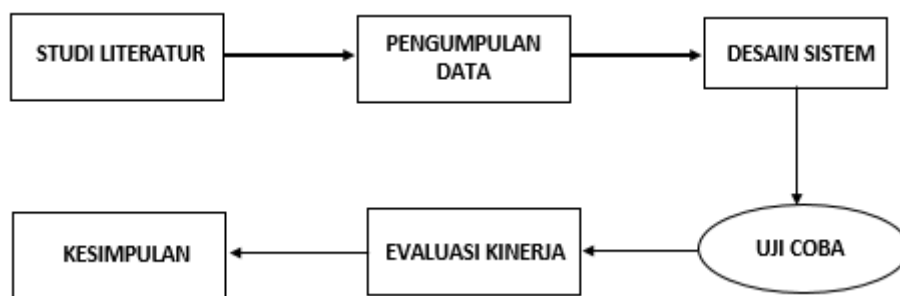 STUDI LITERATUR
PENGUMPULAN
DATA
DESAIN SISTEM
UJI COBA
EVALUASI KINERJA
KESIMPULAN